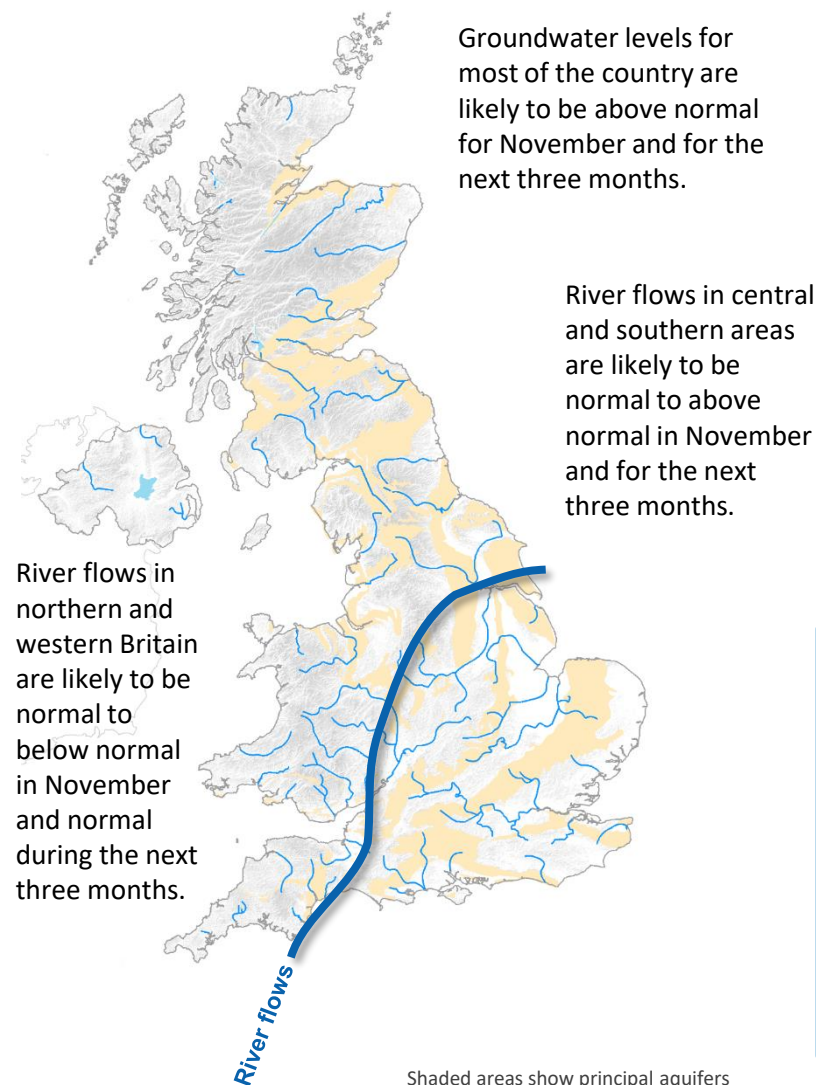 Groundwater levels for
most of the country are
likely to be above normal
for November and for the
next three months.
River flows in central
and southern areas
are likely to be
normal to above
normal in November
and for the next
three months.
River flows in
northern and
western Britain
are likely to be
normal to
below normal
in November
and normal
during the next
three months.
River flows
Shaded areas show principal aquifers